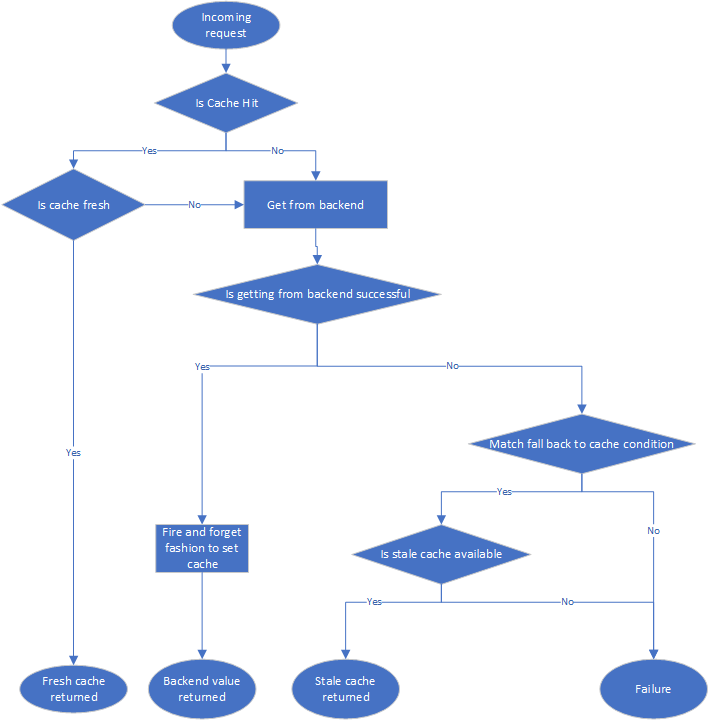 Incoming
request
Is Cache Hit
Yes
No
Is cache fresh
No
Get from backend
Is getting from backend successful
Yes
No
Match fall back to cache condition
Yes
Yes
No
Fire and forget
fashion to set
cache
Is stale cache available
Yes
No
Fresh cache
returned
Backend value
returned
Stale cache
returned
Failure